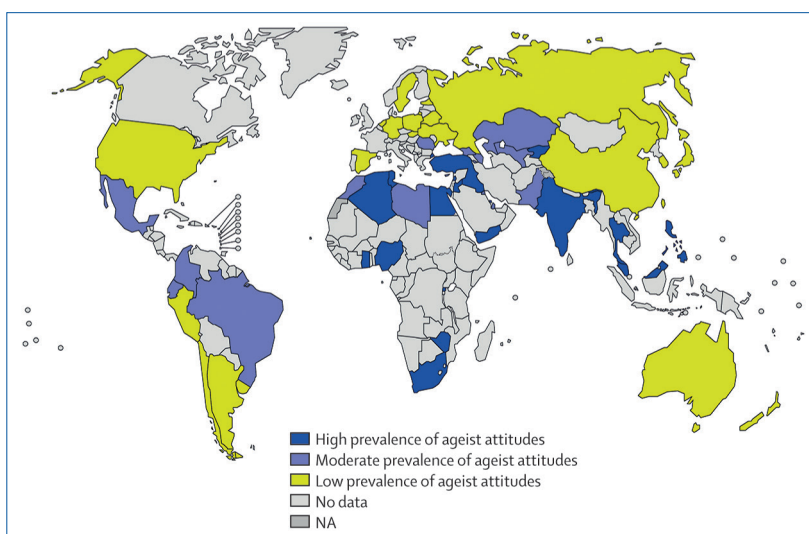 High prevalence of ageist attitudes
Moderate prevalence of ageist attitudes
Low prevalence of ageist attitudes
No data
NA